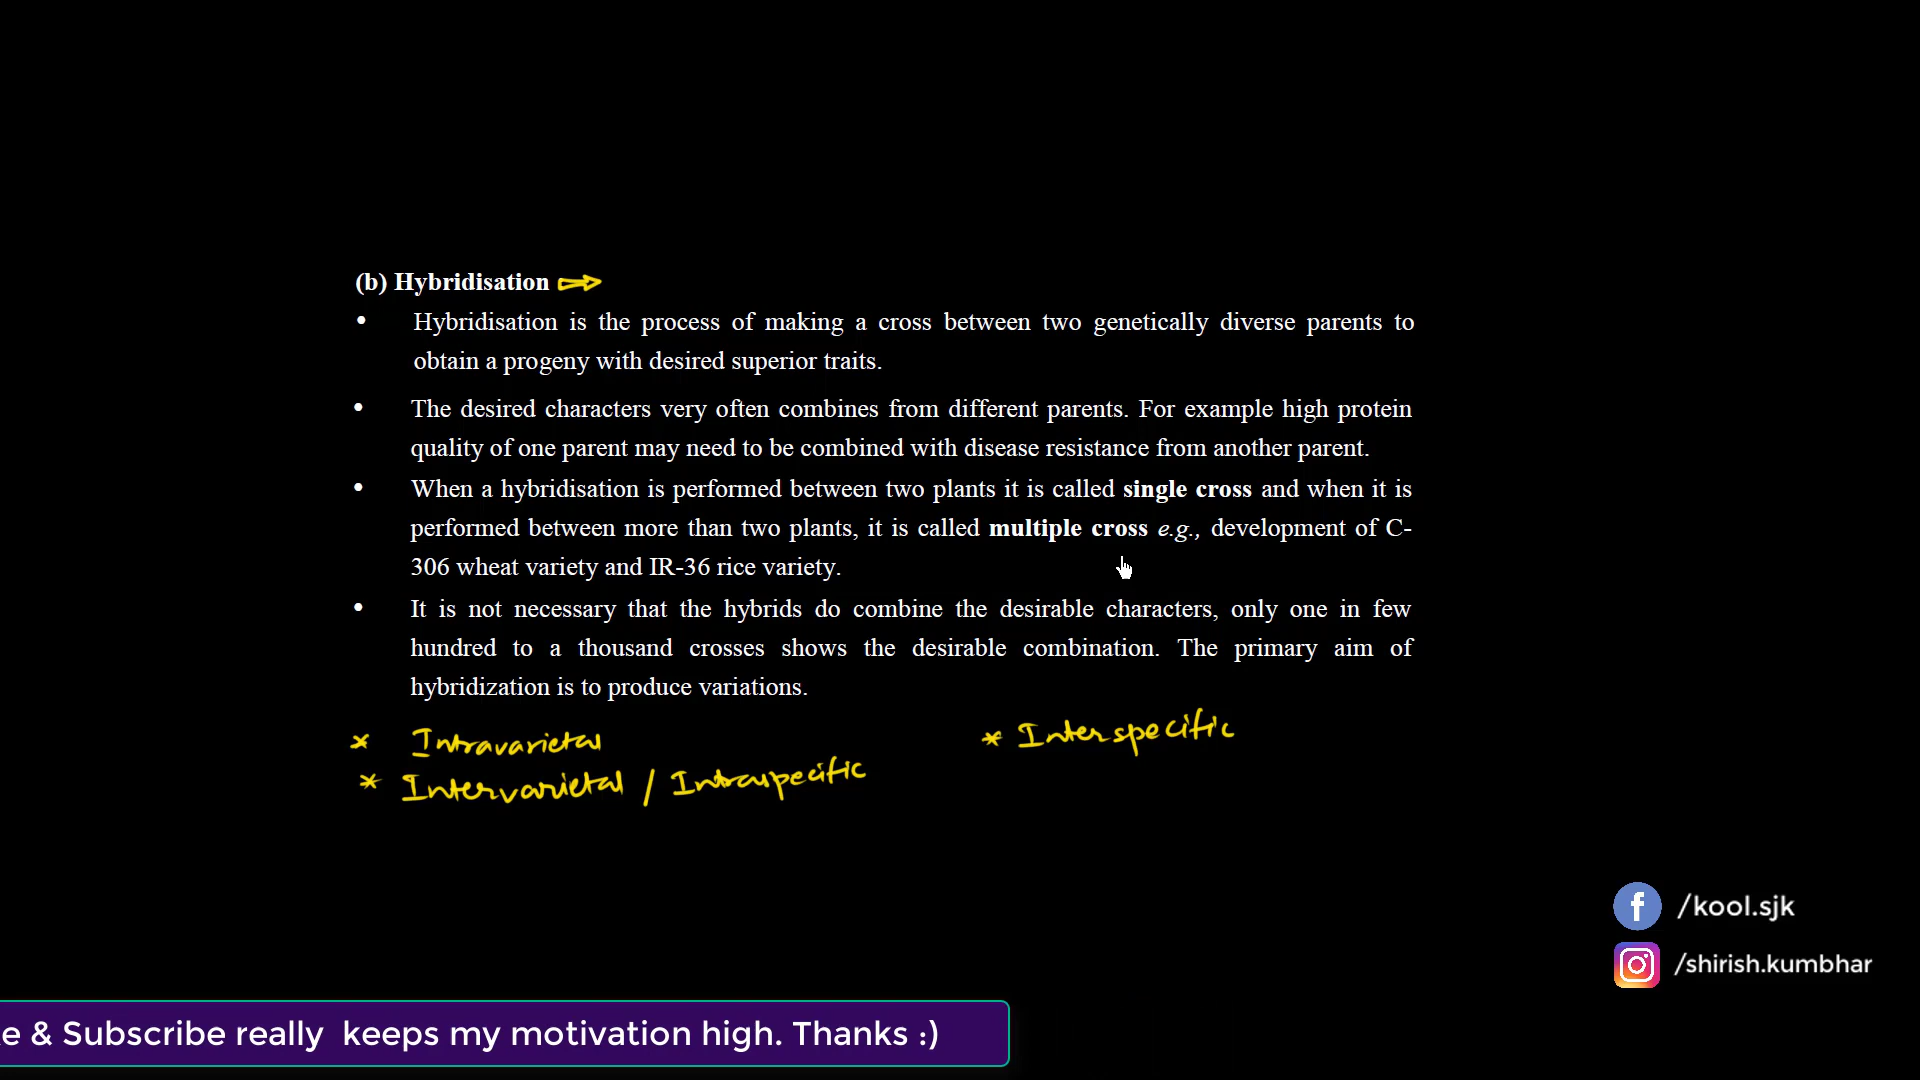 (b) Hybridisation
• Hybridisation is the process of making a cross between two genetically diverse parents to
obtain a progeny with desired superior traits.
• The desired characters very often combines from different parents. For example high protein
quality of one parent may need to be combined with disease resistance from another parent.
• When a hybridisation is performed between two plants it is called single cross and when it is
performed between more than two plants, it is called multiple cross e.g., development of C-
306 wheat variety and IR-36 rice variety.
• It is not necessary that the hybrids do combine the desirable characters, only one in few
hundred to a thousand crosses shows the desirable combination. The primary aim of
hybridization is to produce variations.
* Intravarietal
* Interspecific
* Intervarietal / Intraspecific
/kool.sjk
/shirish.kumbhar
e & Subscribe really keeps my motivation high. Thanks :)